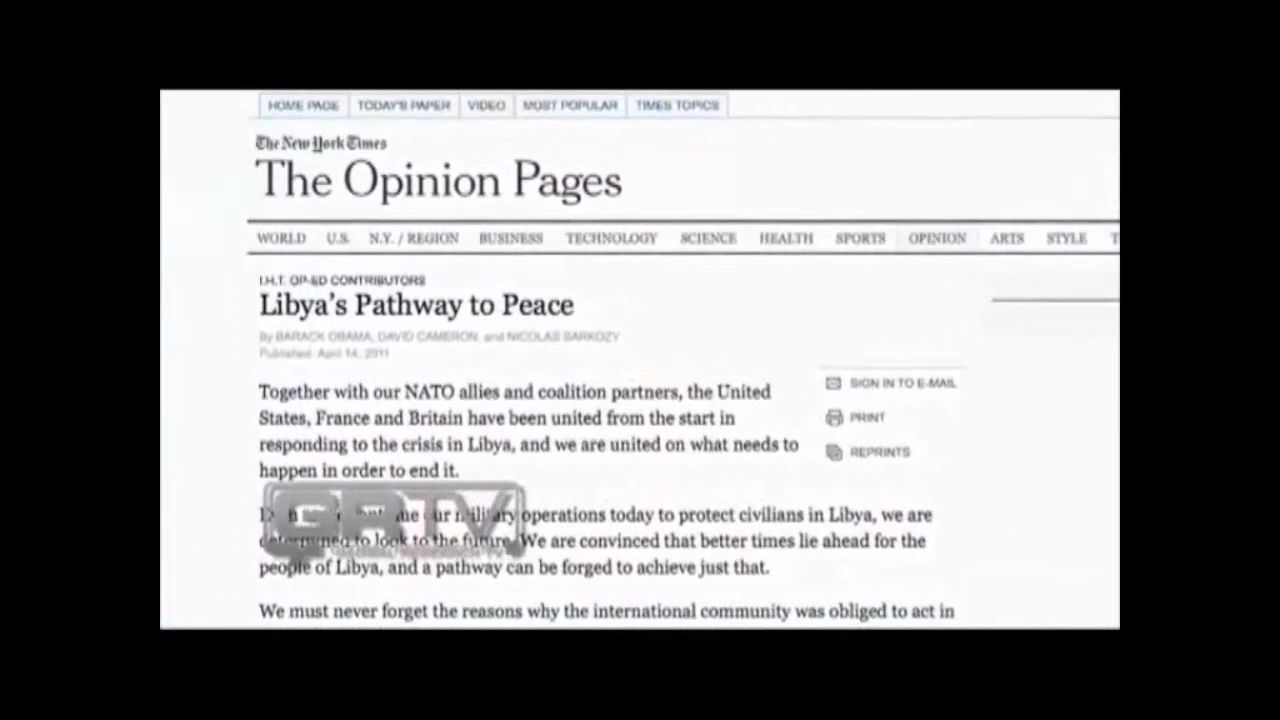 HOME PAGE TODAY'S PAPER VIDEO MOST POPULAR TIMES TOPICS
The New York Times
The Opinion Pages
WORLD U.S. N.Y. / REGION BUSINESS TECHNOLOGY SCIENCE HEALTH SPORTS OPINION ARTS STYLE T
I.H.T. OP-ED CONTRIBUTORS
Libya's Pathway to Peace
By BARACK OBAMA, DAVID CAMERON, and NICOLAS SARKOZY
Published: April 14, 2011
Together with our NATO allies and coalition partners, the United
States, France and Britain have been united from the start in
responding to the crisis in Libya, and we are united on what needs to
happen in order to end it.
SIGN IN TO E-MAIL
PRINT
REPRINTS
GRTV
military operations today to protect civilians in Libya, we are
determined to look to the future. We are convinced that better times lie ahead for the
people of Libya, and a pathway can be forged to achieve just that.
We must never forget the reasons why the international community was obliged to act in